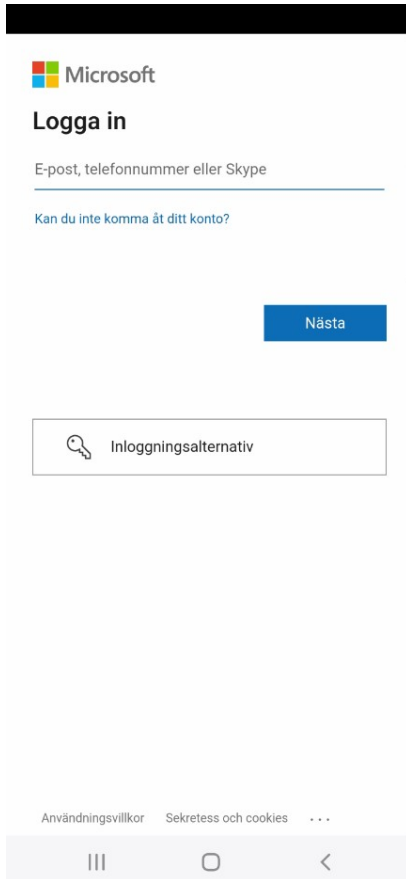 Microsoft
Logga in
E-post, telefonnummer eller Skype
Kan du inte komma åt ditt konto?
Nästa
Inloggningsalternativ
Användningsvillkor Sekretess och cookies ...